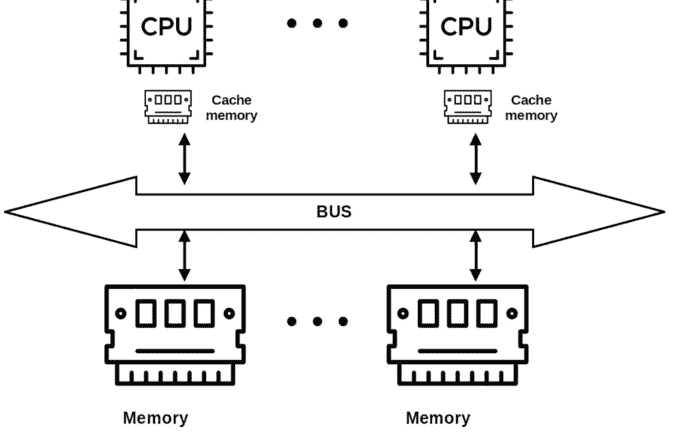 CPU
CPU
Cache
memory
Cache
memory
BUS
Memory
Memory